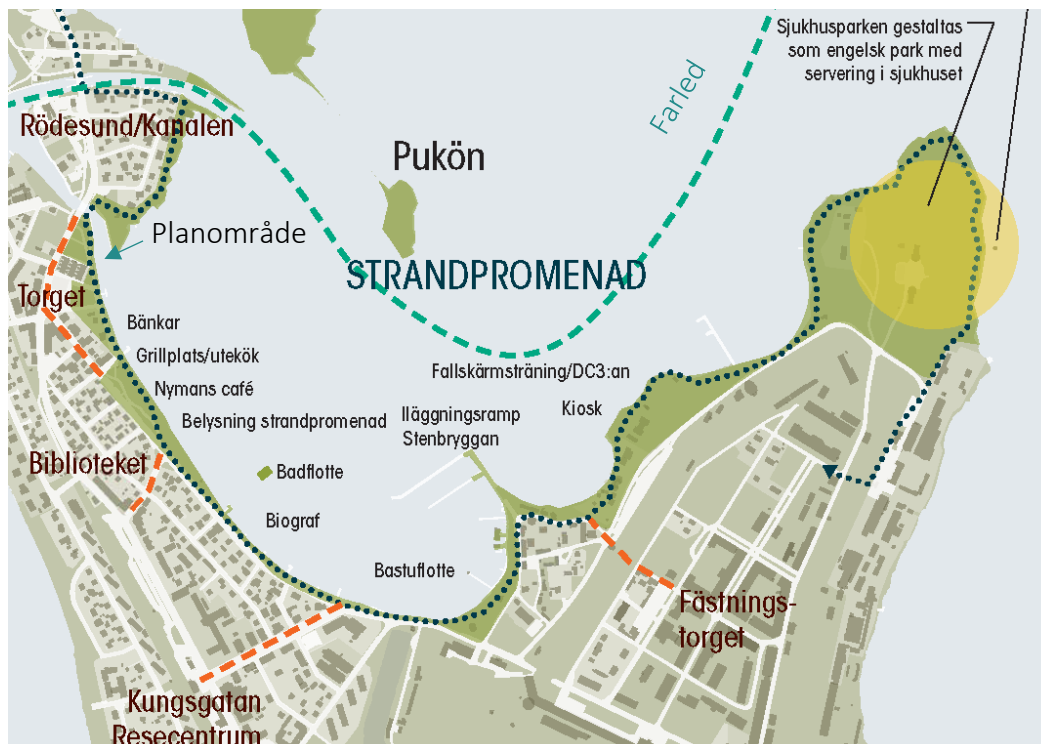 Sjukhusparken gestaltas
som engelsk park med
servering i sjukhuset
Farled
Rödesund/Kanalen
Pukön
Planområde
STRANDPROMENAD
Torget
Bänkar
Grillplats/utekök
Nymans café
Belysning strandpromenad
Fallskärmsträning/DC3:an
Kiosk
Iläggningsramp
Stenbryggan
Biblioteket
Badflotte
Biograf
Bastuflotte
Fästnings-
torget
Kungsgatan
Resecentrum